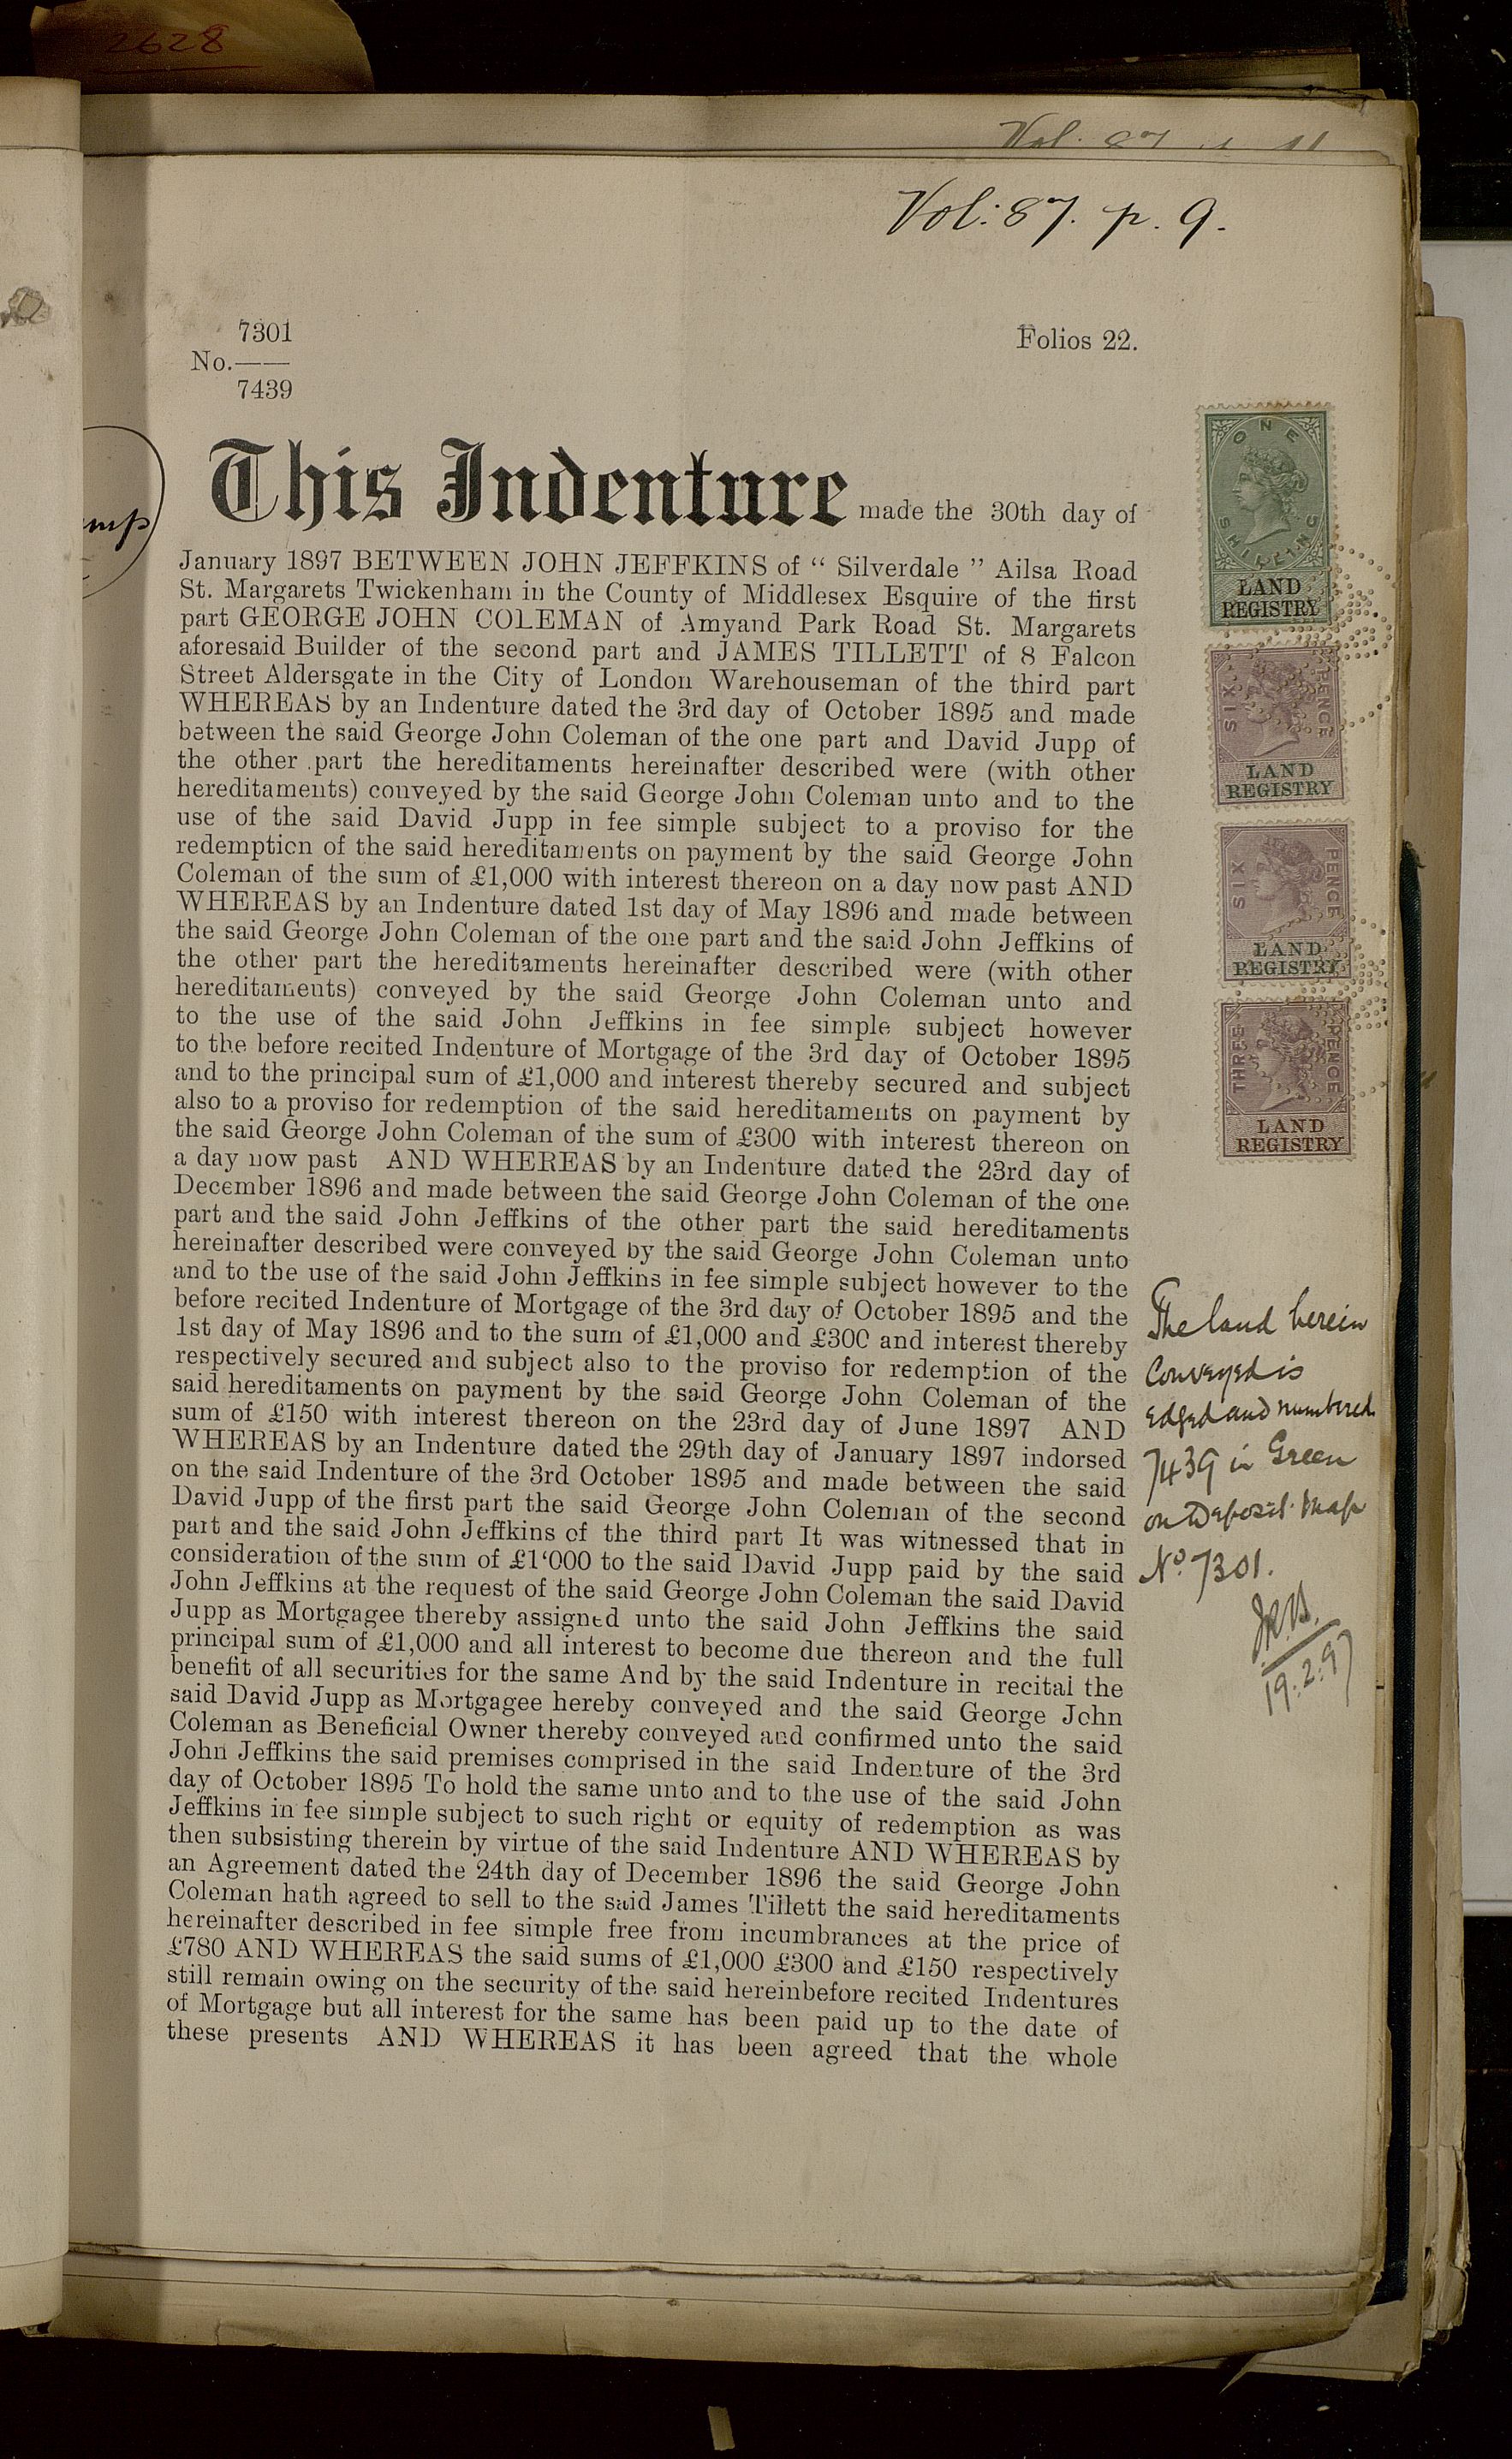 2628
Vol. 87
Vol: 87. p. 9.
7301
No.——
7439
Folios 22.
This Indenture made the 30th day of
January 1897 BETWEEN JOHN JEFFKINS of “ Silverdale ” Ailsa Road
St. Margarets Twickenham in the County of Middlesex Esquire of the first
part GEORGE JOHN COLEMAN of Amyand Park Road St. Margarets
aforesaid Builder of the second part and JAMES TILLETT of 8 Falcon
Street Aldersgate in the City of London Warehouseman of the third part
WHEREAS by an Indenture dated the 3rd day of October 1895 and made
between the said George John Coleman of the one part and David Jupp of
the other part the hereditaments hereinafter described were (with other
hereditaments) conveyed by the said George John Coleman unto and to the
use of the said David Jupp in fee simple subject to a proviso for the
redemption of the said hereditaments on payment by the said George John
Coleman of the sum of £1,000 with interest thereon on a day now past AND
WHEREAS by an Indenture dated 1st day of May 1896 and made between
the said George John Coleman of the one part and the said John Jeffkins of
the other part the hereditaments hereinafter described were (with other
hereditaments) conveyed by the said George John Coleman unto and
to the use of the said John Jeffkins in fee simple subject however
to the before recited Indenture of Mortgage of the 3rd day of October 1895
and to the principal sum of £1,000 and interest thereby secured and subject
also to a proviso for redemption of the said hereditaments on payment by
the said George John Coleman of the sum of £300 with interest thereon on
a day now past AND WHEREAS by an Indenture dated the 23rd day of
December 1896 and made between the said George John Coleman of the one
part and the said John Jeffkins of the other part the said hereditaments
hereinafter described were conveyed by the said George John Coleman unto
and to the use of the said John Jeffkins in fee simple subject however to the
before recited Indenture of Mortgage of the 3rd day of October 1895 and the
1st day of May 1896 and to the sum of £1,000 and £300 and interest thereby
respectively secured and subject also to the proviso for redemption of the
said hereditaments on payment by the said George John Coleman of the
sum of £150 with interest thereon on the 23rd day of June 1897 AND
WHEREAS by an Indenture dated the 29th day of January 1897 indorsed
on the said Indenture of the 3rd October 1895 and made between the said
David Jupp of the first part the said George John Coleman of the second
part and the said John Jeffkins of the third part It was witnessed that in
consideration of the sum of £1‘000 to the said David Jupp paid by the said
John Jeffkins at the request of the said George John Coleman the said David
Jupp as Mortgagee thereby assigned unto the said John Jeffkins the said
principal sum of £1,000 and all interest to become due thereon and the full
benefit of all securities for the same And by the said Indenture in recital the
said David Jupp as Mortgagee hereby conveyed and the said George John
Coleman as Beneficial Owner thereby conveyed and confirmed unto the said
John Jeffkins the said premises comprised in the said Indenture of the 3rd
day of October 1895 To hold the same unto and to the use of the said John
Jeffkins in fee simple subject to such right or equity of redemption as was
then subsisting therein by virtue of the said Indenture AND WHEREAS by
an Agreement dated the 24th day of December 1896 the said George John
Coleman hath agreed to sell to the said James Tillett the said hereditaments
hereinafter described in fee simple free from incumbrances at the price of
£780 AND WHEREAS the said sums of £1,000 £300 and £150 respectively
still remain owing on the security of the said hereinbefore recited Indentures
of Mortgage but all interest for the same has been paid up to the date of
these presents AND WHEREAS it has been agreed that the whole
ONE
SHILLING
LAND
REGISTRY
SIX PENCE
LAND
REGISTRY
SIX PENCE
LAND
REGISTRY
THREE PENCE
LAND
REGISTRY
The land herein
Conveyed is
edged and numbered
7439 in Green
on Deposit Map
No. 7301.
19.2.97